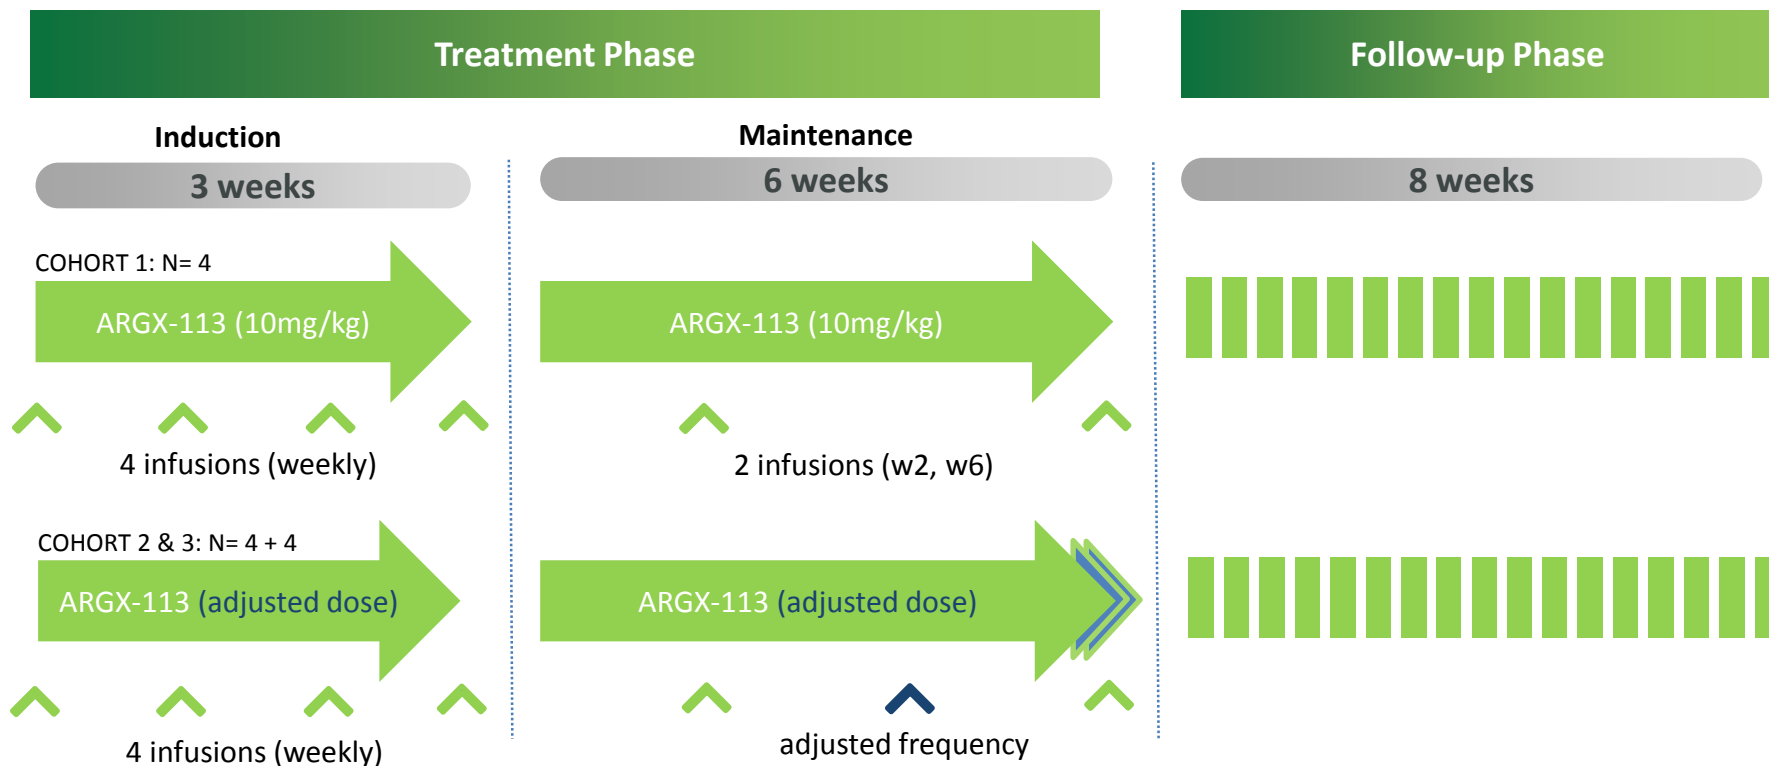 Treatment Phase
Follow-up Phase
Induction
Maintenance
3 weeks
6 weeks
8 weeks
COHORT 1: N= 4
ARGX-113 (10mg/kg)
ARGX-113 (10mg/kg)
4 infusions (weekly)
2 infusions (w2, w6)
COHORT 2 & 3: N= 4 + 4
ARGX-113 (adjusted dose)
ARGX-113 (adjusted dose)
4 infusions (weekly)
adjusted frequency